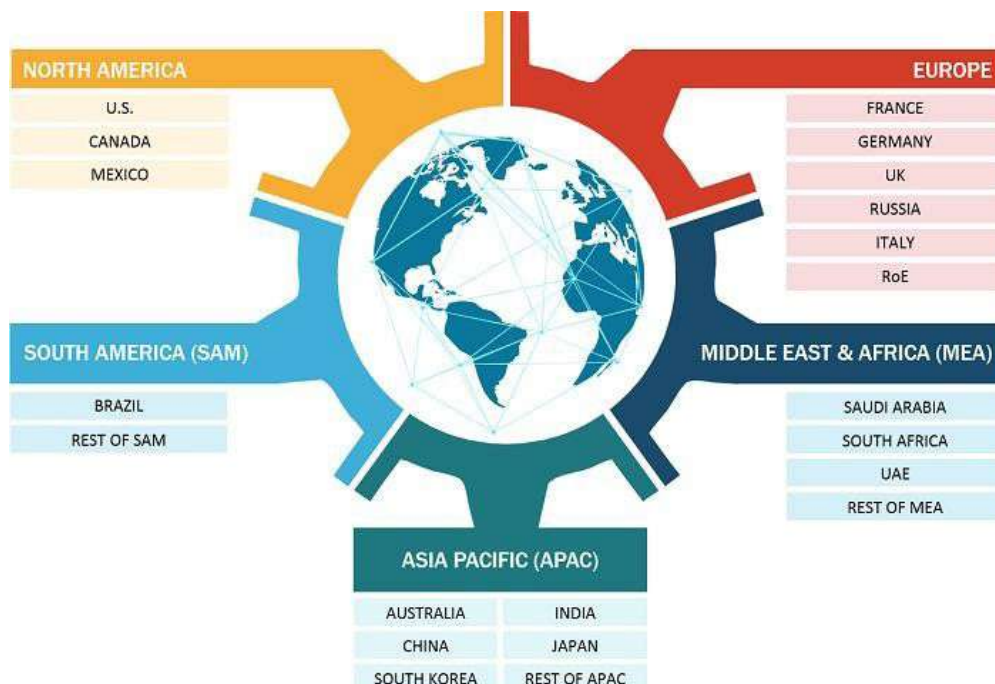 NORTH AMERICA
U.S.
CANADA
MEXICO
EUROPE
FRANCE
GERMANY
UK
RUSSIA
ITALY
RoE
SOUTH AMERICA (SAM)
BRAZIL
REST OF SAM
MIDDLE EAST & AFRICA (MEA)
SAUDI ARABIA
SOUTH AFRICA
UAE
REST OF MEA
ASIA PACIFIC (APAC)
AUSTRALIA
INDIA
CHINA
JAPAN
SOUTH KOREA
REST OF APAC